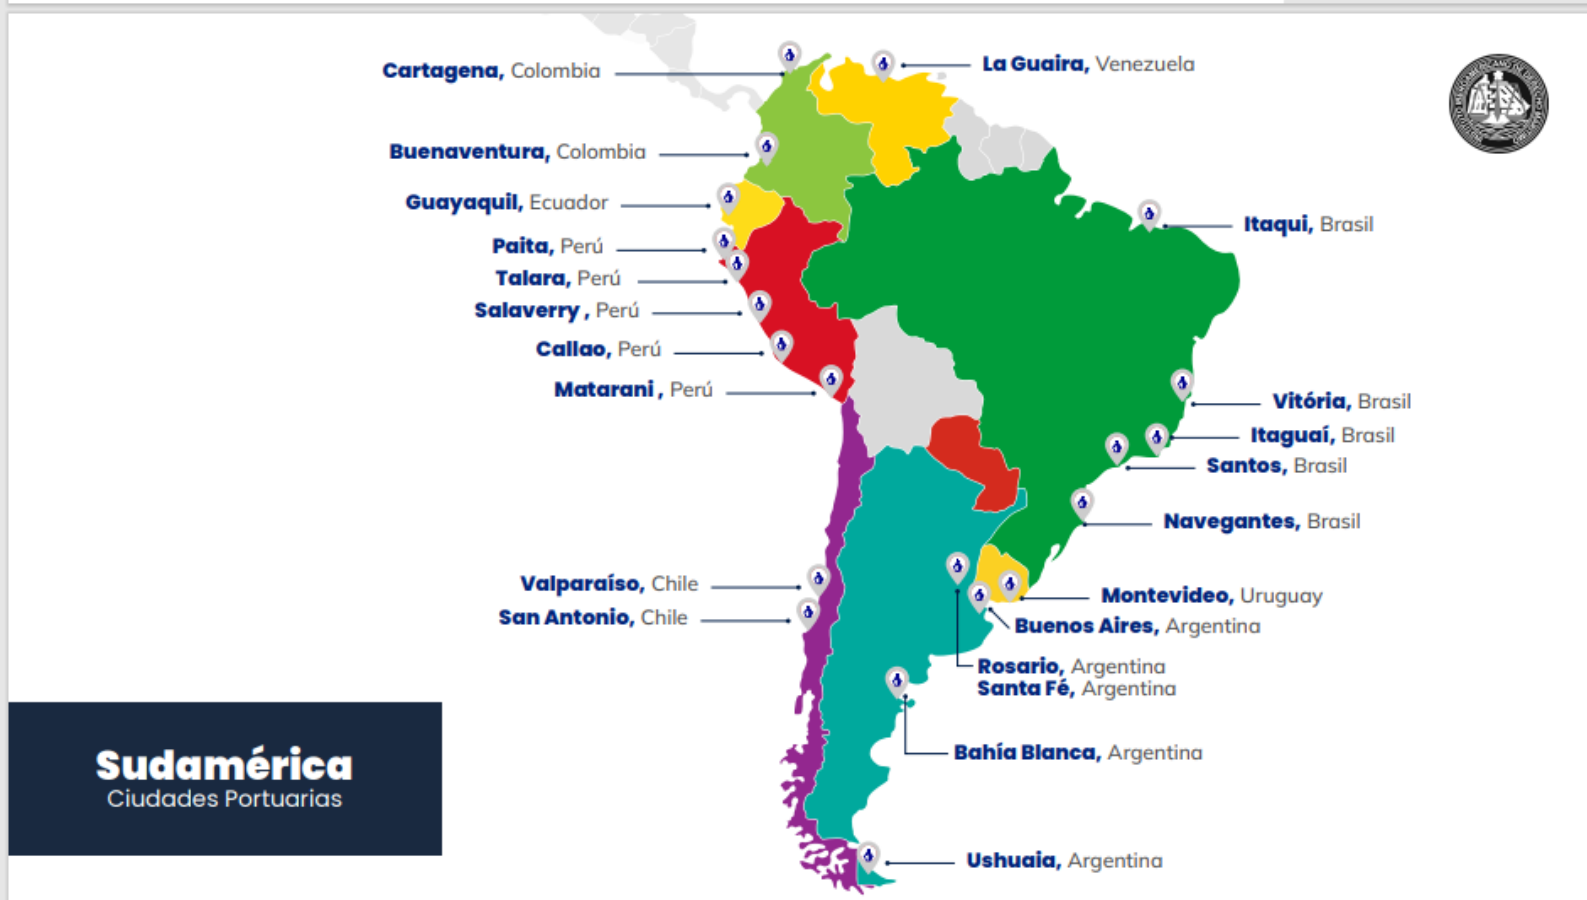 Cartagena, Colombia
La Guaira, Venezuela
Buenaventura, Colombia
Guayaquil, Ecuador
Itaqui, Brasil
Paita, Perú
Talara, Perú
Salaverry , Perú
Callao, Perú
Matarani , Perú
Vitória, Brasil
Itaguaí, Brasil
Santos, Brasil
Navegantes, Brasil
Valparaíso, Chile
San Antonio, Chile
Montevideo, Uruguay
Buenos Aires, Argentina
Rosario, Argentina
Santa Fé, Argentina
Bahía Blanca, Argentina
Sudamérica
Ciudades Portuarias
Ushuaia, Argentina